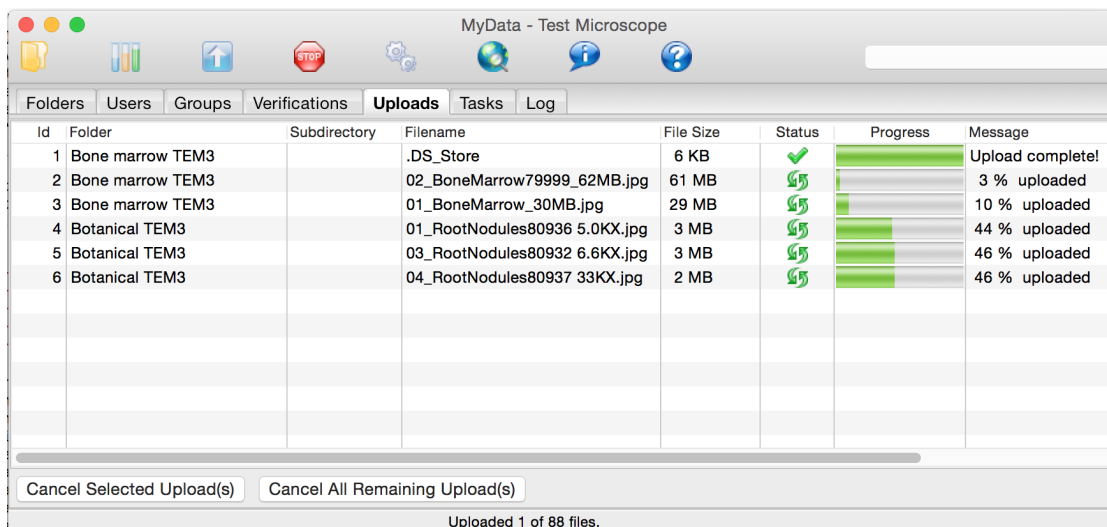 MyData - Test Microscope
STOP
Folders Users Groups Verifications Uploads Tasks Log
Id Folder Subdirectory Filename File Size Status Progress Message
1 Bone marrow TEM3 .DS_Store 6 KB Upload complete!
2 Bone marrow TEM3 02_BoneMarrow79999_62MB.jpg 61 MB 3 % uploaded
3 Bone marrow TEM3 01_BoneMarrow_30MB.jpg 29 MB 10 % uploaded
4 Botanical TEM3 01_RootNodules80936 5.0KX.jpg 3 MB 44 % uploaded
5 Botanical TEM3 03_RootNodules80932 6.6KX.jpg 3 MB 46 % uploaded
6 Botanical TEM3 04_RootNodules80937 33KX.jpg 2 MB 46 % uploaded
Cancel Selected Upload(s) Cancel All Remaining Upload(s)
Uploaded 1 of 88 files.